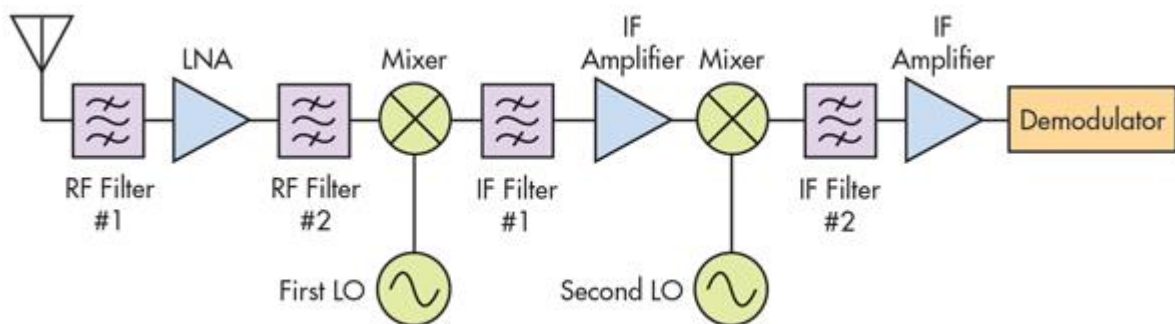 LNA
Mixer
IF
Amplifier
Mixer
IF
Amplifier
Demodulator
RF Filter
#1
RF Filter
#2
IF Filter
#1
IF Filter
#2
First LO
Second LO